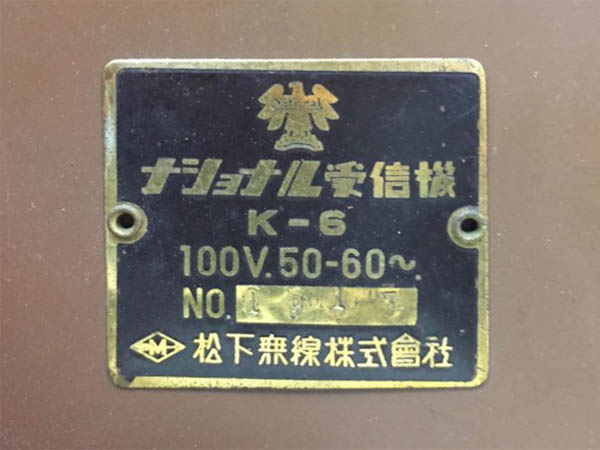 National
ナショナル受信機
K-6
100V.50-60～.
NO.
M
松下無線株式會社